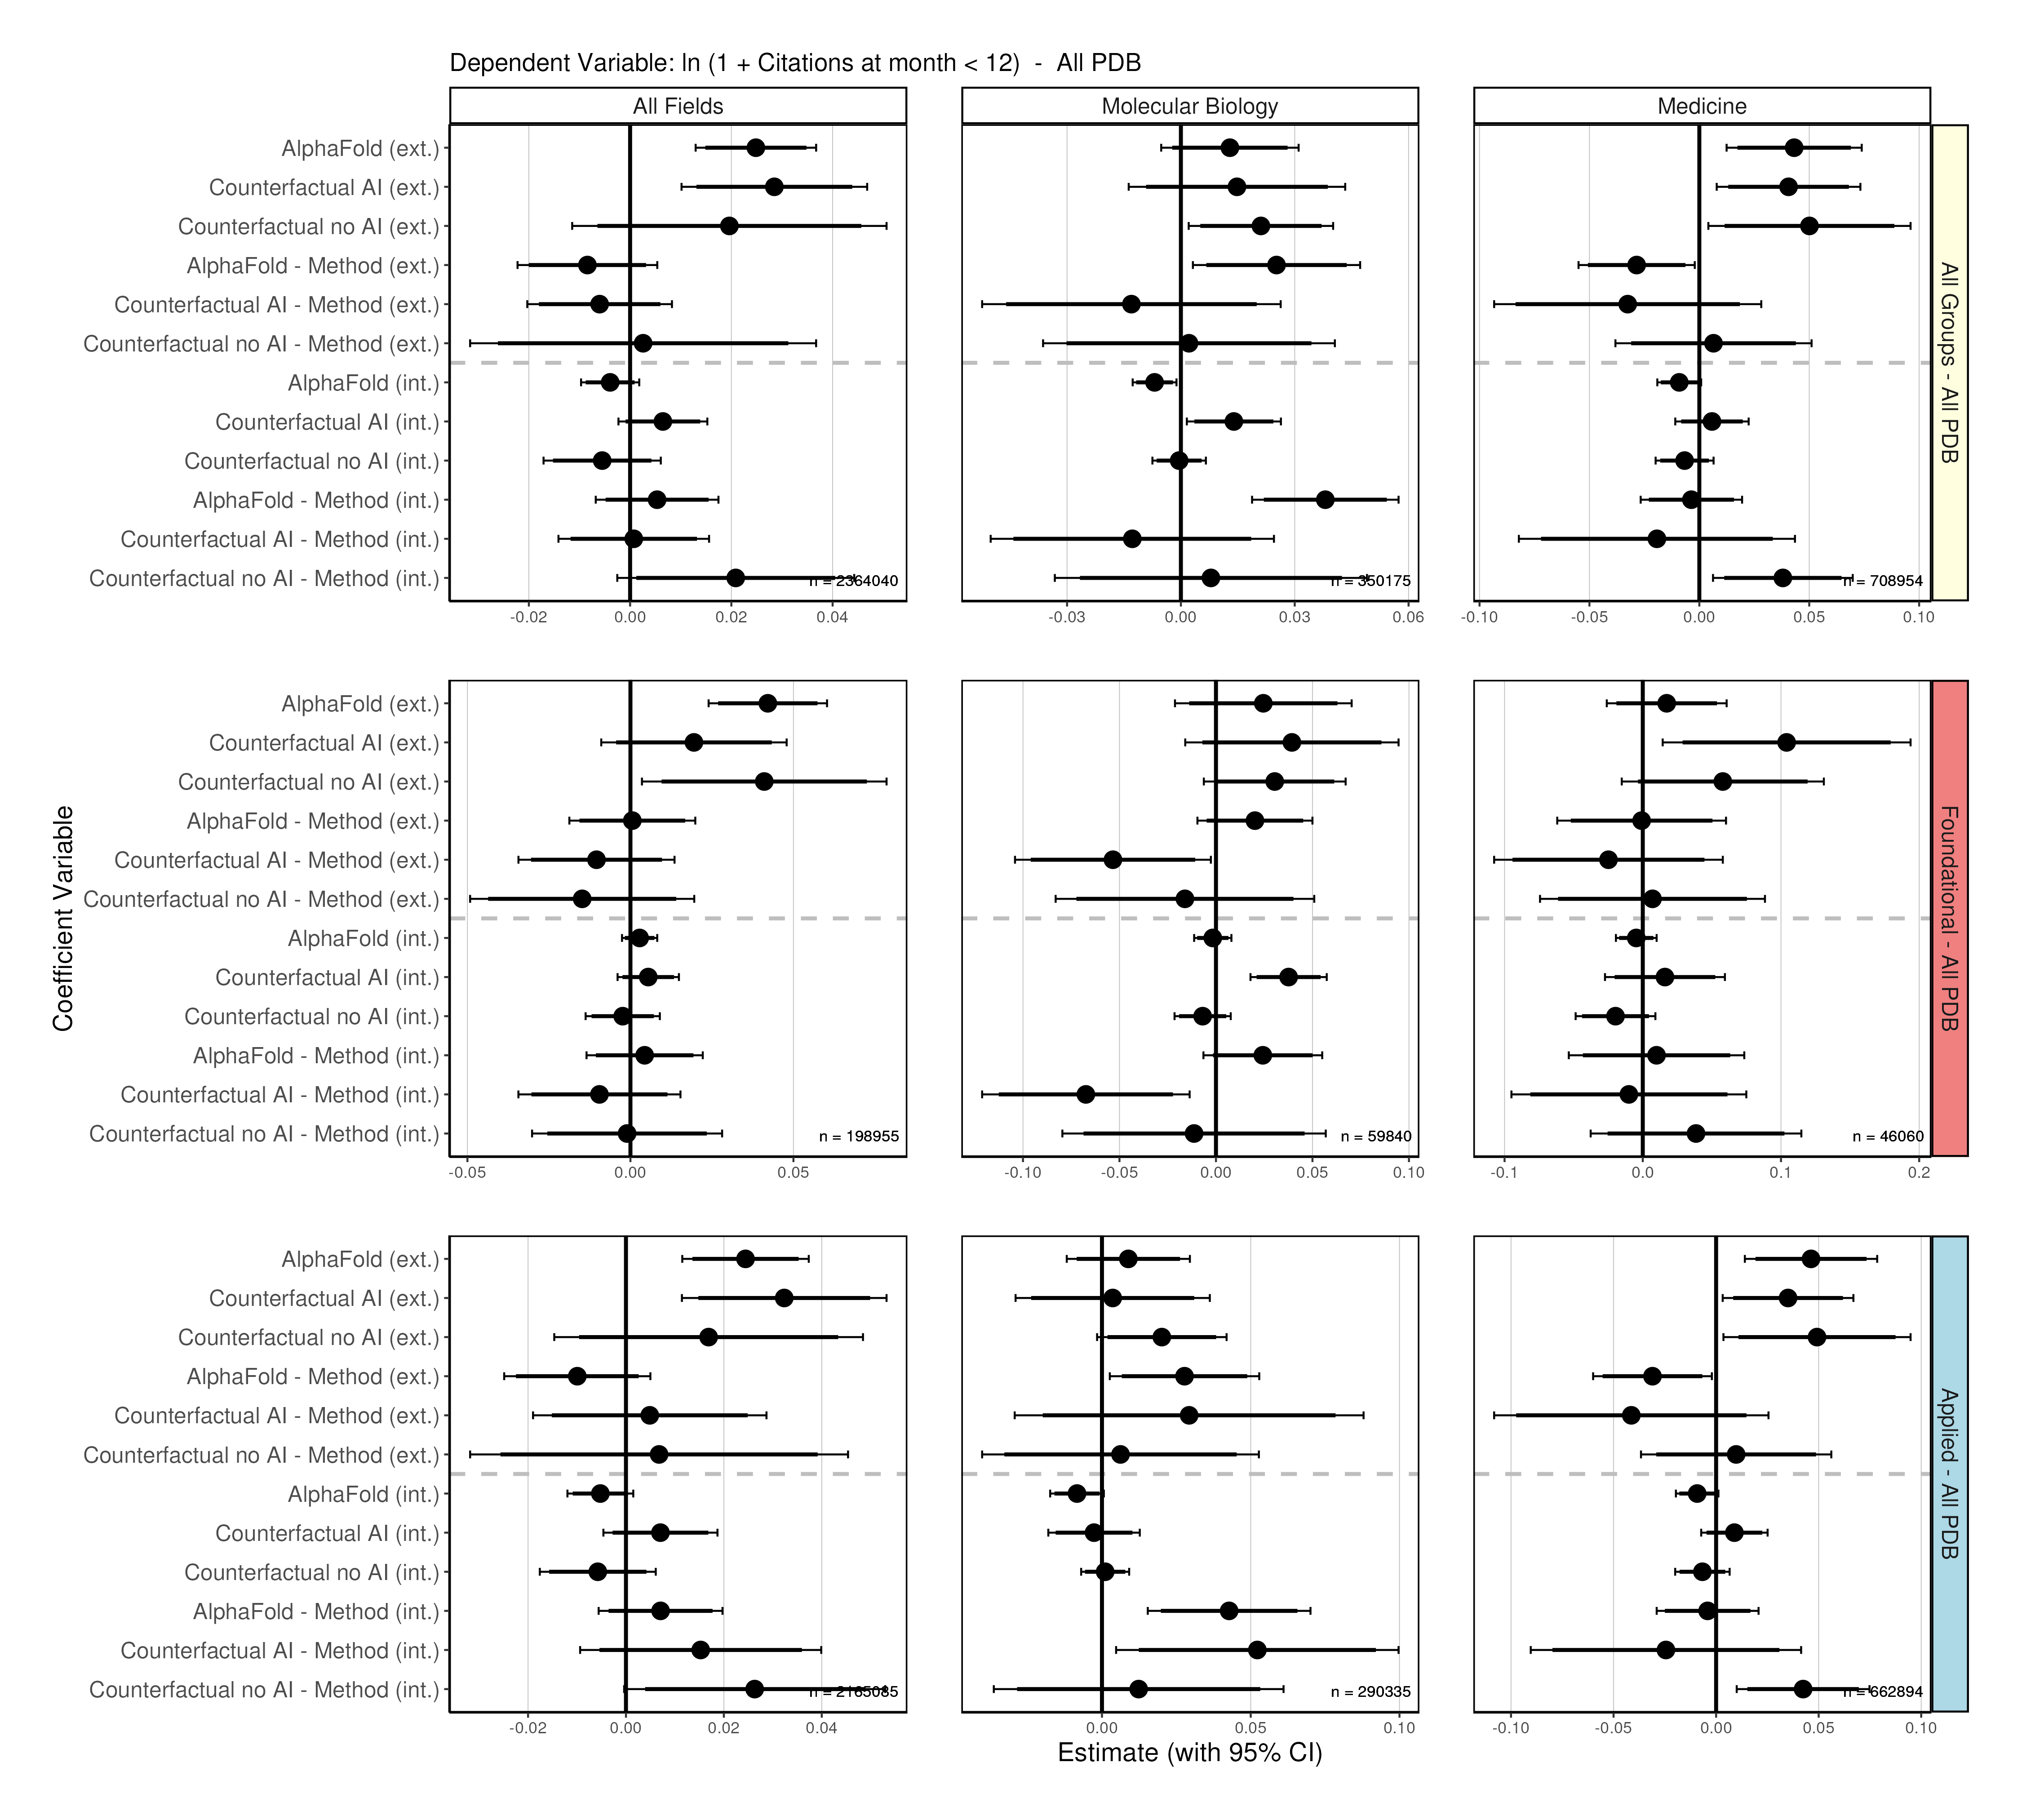 Dependent Variable: ln (1 + Citations at month < 12)  -  All PDB
All Fields
Molecular Biology
Medicine
AlphaFold (ext.)
Counterfactual AI (ext.)
Counterfactual no AI (ext.)
AlphaFold - Method (ext.)
Counterfactual AI - Method (ext.)
Counterfactual no AI - Method (ext.)
AlphaFold (int.)
Counterfactual AI (int.)
Counterfactual no AI (int.)
AlphaFold - Method (int.)
Counterfactual AI - Method (int.)
Counterfactual no AI - Method (int.)
n = 2364040
n = 350175
n = 708954
All Groups - All PDB
-0.02 0.00 0.02 0.04
-0.03 0.00 0.03 0.06
-0.10 -0.05 0.00 0.05 0.10
Coefficient Variable
AlphaFold (ext.)
Counterfactual AI (ext.)
Counterfactual no AI (ext.)
AlphaFold - Method (ext.)
Counterfactual AI - Method (ext.)
Counterfactual no AI - Method (ext.)
AlphaFold (int.)
Counterfactual AI (int.)
Counterfactual no AI (int.)
AlphaFold - Method (int.)
Counterfactual AI - Method (int.)
Counterfactual no AI - Method (int.)
n = 198955
n = 59840
n = 46060
Foundational - All PDB
-0.05 0.00 0.05
-0.10 -0.05 0.00 0.05 0.10
-0.1 0.0 0.1 0.2
AlphaFold (ext.)
Counterfactual AI (ext.)
Counterfactual no AI (ext.)
AlphaFold - Method (ext.)
Counterfactual AI - Method (ext.)
Counterfactual no AI - Method (ext.)
AlphaFold (int.)
Counterfactual AI (int.)
Counterfactual no AI (int.)
AlphaFold - Method (int.)
Counterfactual AI - Method (int.)
Counterfactual no AI - Method (int.)
n = 2165085
n = 290335
n = 662894
Applied - All PDB
-0.02 0.00 0.02 0.04
0.00 0.05 0.10
-0.10 -0.05 0.00 0.05 0.10
Estimate (with 95% CI)